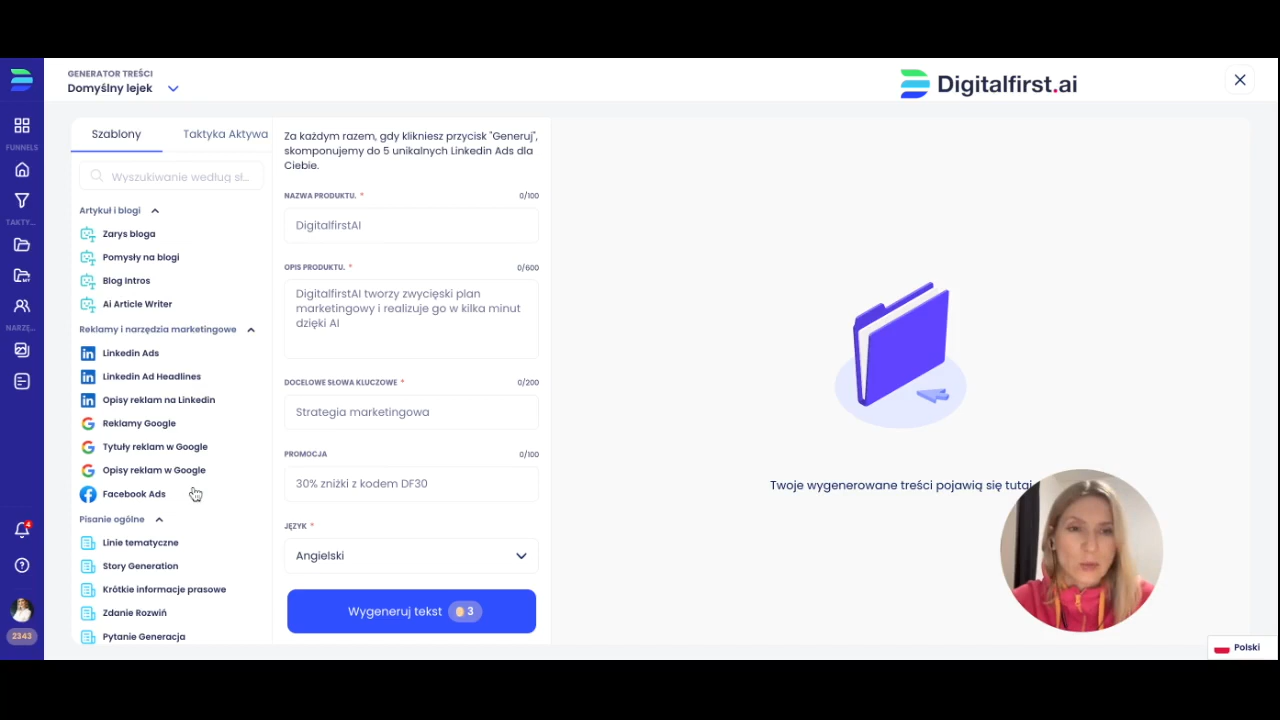 GENERATOR TREŚCI
Domyślny lejek
Digitalfirst.ai
FUNNELS
TAKTY...
NARZĘ...
4
2343
Szablony
Taktyka Aktywa
Wyszukiwanie według sł...
Artykuł i blogi
Zarys bloga
Pomysły na blogi
Blog Intros
Ai Article Writer
Reklamy i narzędzia marketingowe
Linkedin Ads
Linkedin Ad Headlines
Opisy reklam na Linkedin
Reklamy Google
Tytuły reklam w Google
Opisy reklam w Google
Facebook Ads
Pisanie ogólne
Linie tematyczne
Story Generation
Krótkie informacje prasowe
Zdanie Rozwiń
Pytanie Generacja
Za każdym razem, gdy klikniesz przycisk "Generuj",
skomponujemy do 5 unikalnych Linkedin Ads dla
Ciebie.
NAZWA PRODUKTU. * 0/100
DigitalfirstAI
OPIS PRODUKTU. * 0/600
DigitalfirstAI tworzy zwycięski plan
marketingowy i realizuje go w kilka minut
dzięki AI
DOCELOWE SŁOWA KLUCZOWE * 0/200
Strategia marketingowa
PROMOCJA 0/100
30% zniżki z kodem DF30
JĘZYK *
Angielski
Wygeneruj tekst 3
Twoje wygenerowane treści pojawią się tutaj
Polski